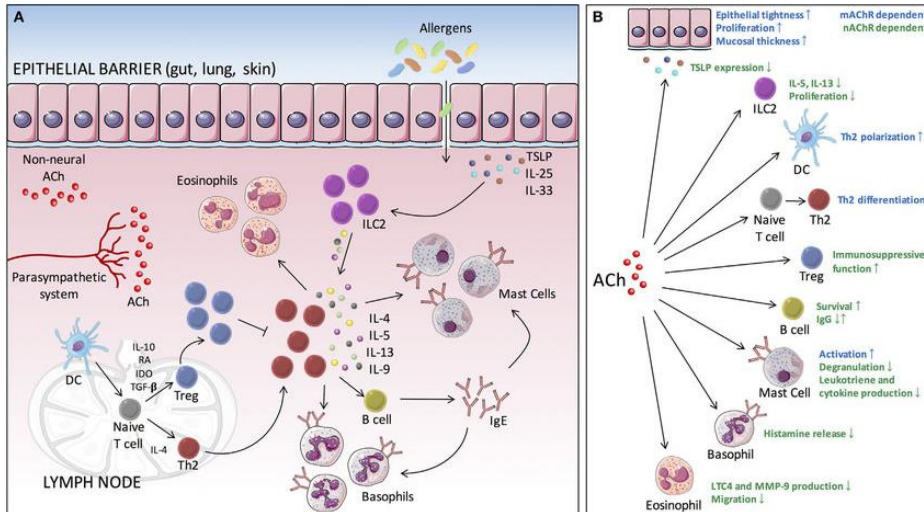 A
Allergens
EPITHELIAL BARRIER (gut, lung, skin)
Non-neural
ACh
Eosinophils
TSLP
IL-25
IL-33
ILC2
Parasympathetic
system
ACh
Mast Cells
IL-4
IL-5
IL-13
IL-9
DC
IL-10
RA
IDO
TGF-β
Treg
Naive
T cell
IL-4
Th2
B cell
IgE
Basophils
LYMPH NODE
B
Epithelial tightness ↑
Proliferation ↑
Mucosal thickness ↑
mAChR dependent
nAChR dependent
TSLP expression ↓
IL-5, IL-13 ↓
Proliferation ↓
ILC2
Th2 polarization ↑
DC
Naive
T cell
Th2
Th2 differentiation
ACh
Immunosuppressive
function ↑
Treg
Survival ↑
IgG ↓↑
B cell
Activation ↑
Degranulation ↓
Leukotriene and
cytokine production ↓
Mast Cell
Histamine release ↓
Basophil
LTC4 and MMP-9 production ↓
Migration ↓
Eosinophil